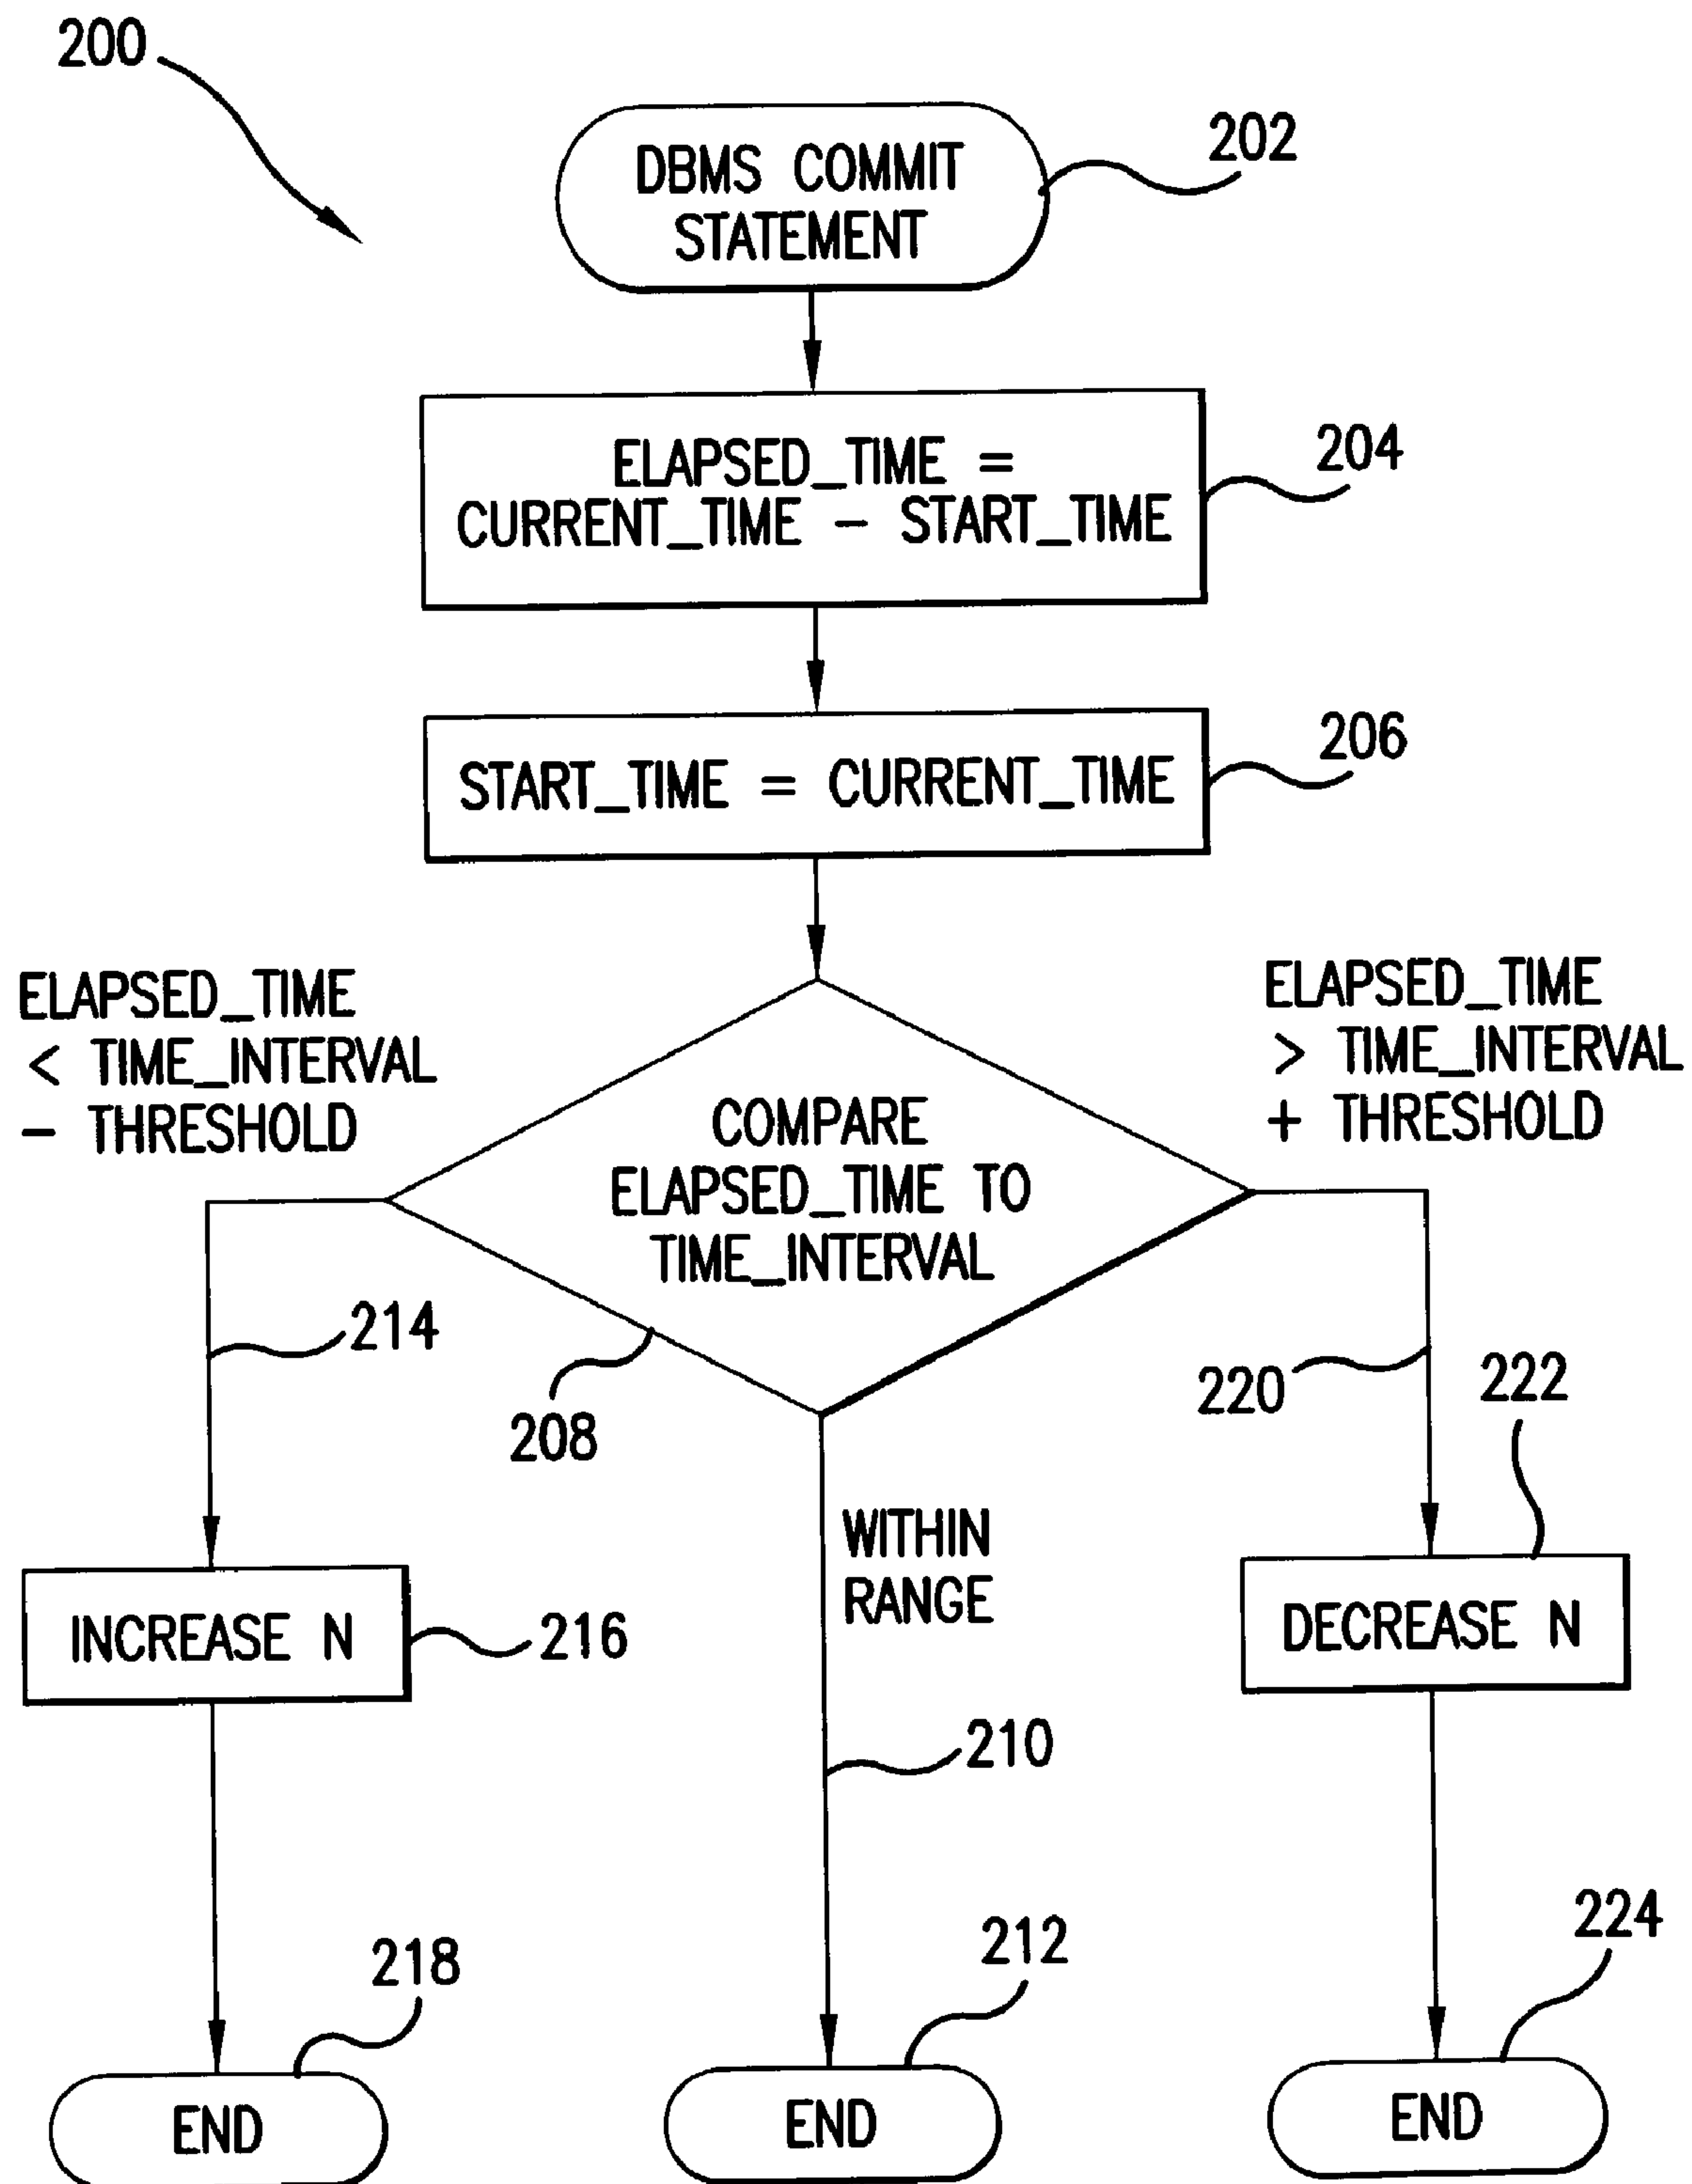 200
DBMS COMMIT
STATEMENT
202
ELAPSED_TIME =
CURRENT_TIME – START_TIME
204
START_TIME = CURRENT_TIME
206
ELAPSED_TIME
< TIME_INTERVAL
– THRESHOLD
ELAPSED_TIME
> TIME_INTERVAL
+ THRESHOLD
COMPARE
ELAPSED_TIME TO
TIME_INTERVAL
214
208
220
222
WITHIN
RANGE
INCREASE N
216
DECREASE N
210
218
212
224
END
END
END